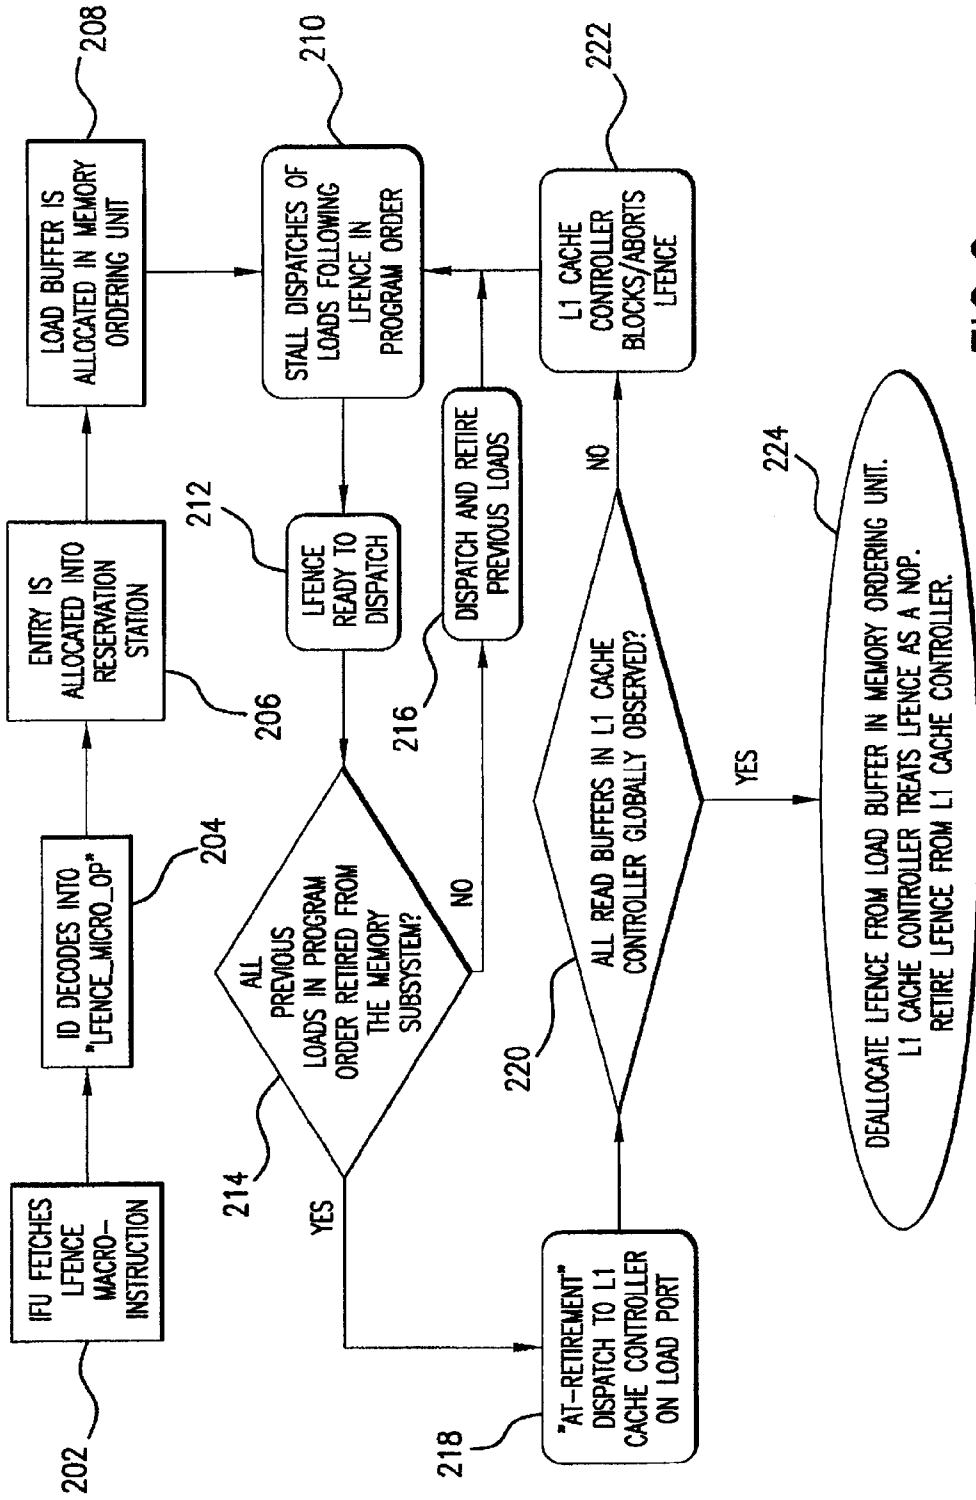 IFU FETCHES
LFENCE
MACRO-
INSTRUCTION
202
ID DECODES INTO
"LFENCE_MICRO_OP"
204
ENTRY IS
ALLOCATED INTO
RESERVATION
STATION
206
LOAD BUFFER IS
ALLOCATED IN MEMORY
ORDERING UNIT
208
STALL DISPATCHES OF
LOADS FOLLOWING
LFENCE IN
PROGRAM ORDER
210
LFENCE
READY TO
DISPATCH
212
ALL
PREVIOUS
LOADS IN PROGRAM
ORDER RETIRED FROM
THE MEMORY
SUBSYSTEM?
214
NO
DISPATCH AND RETIRE
PREVIOUS LOADS
216
YES
"AT-RETIREMENT"
DISPATCH TO L1
CACHE CONTROLLER
ON LOAD PORT
218
ALL READ BUFFERS IN L1 CACHE
CONTROLLER GLOBALLY OBSERVED?
220
NO
L1 CACHE
CONTROLLER
BLOCKS/ABORTS
LFENCE
222
YES
DEALLOCATE LFENCE FROM LOAD BUFFER IN MEMORY ORDERING UNIT.
L1 CACHE CONTROLLER TREATS LFENCE AS A NOP.
RETIRE LFENCE FROM L1 CACHE CONTROLLER.
224